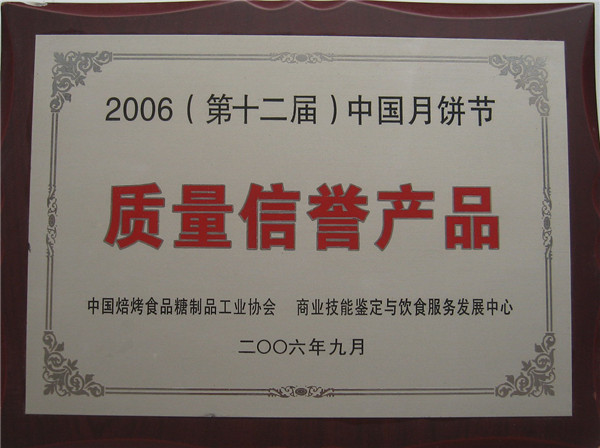 2006（第十二届）中国月饼节
质量信誉产品
中国焙烤食品糖制品工业协会 商业技能鉴定与饮食服务发展中心
二〇〇六年九月